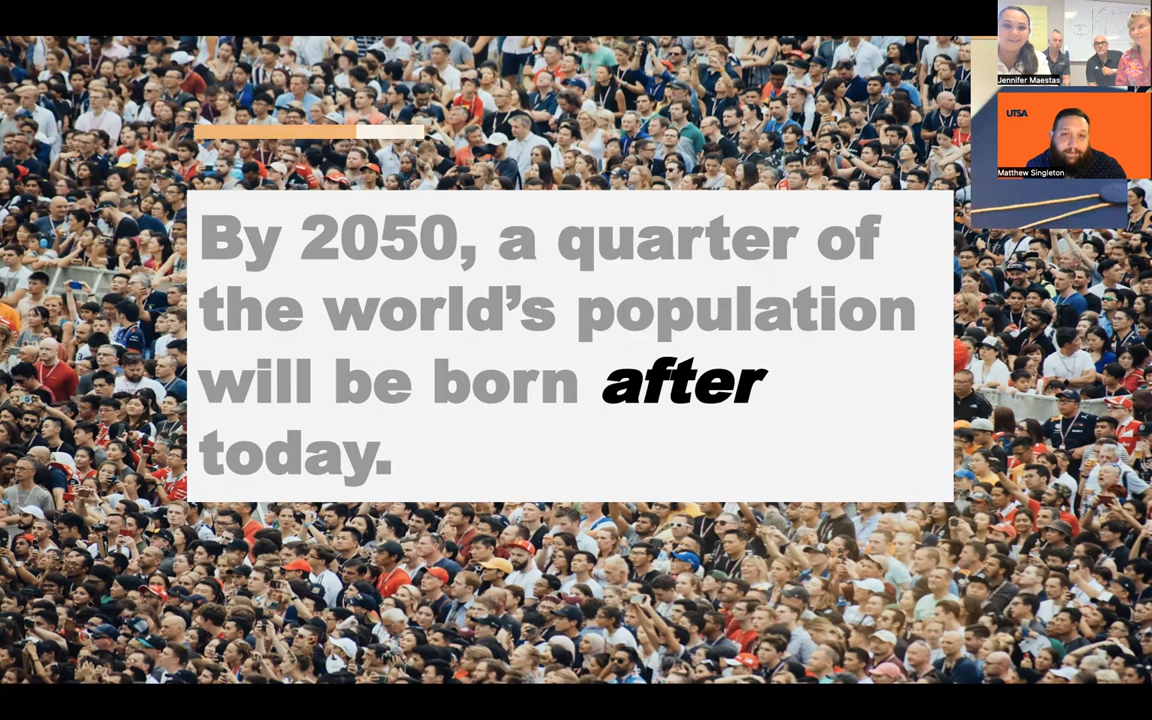 Jennifer Maestas
UTSA
Matthew Singleton
By 2050, a quarter of
the world’s population
will be born after
today.